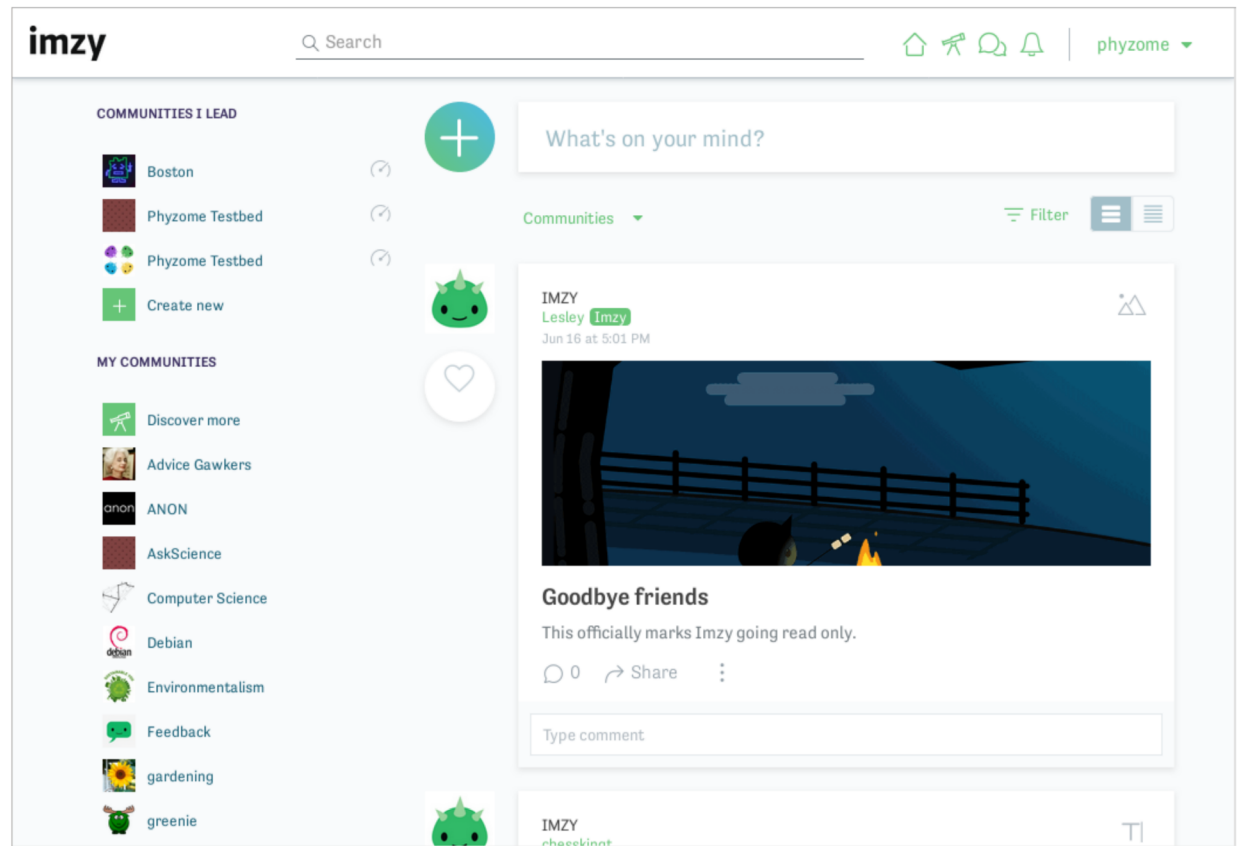 imzy
Search
phyzome
COMMUNITIES I LEAD
Boston
Phyzome Testbed
Phyzome Testbed
Create new
MY COMMUNITIES
Discover more
Advice Gawkers
anon ANON
AskScience
Computer Science
debian Debian
Environmentalism
Feedback
gardening
greenie
What's on your mind?
Communities
Filter
IMZY
Lesley Imzy
Jun 16 at 5:01 PM
Goodbye friends
This officially marks Imzy going read only.
0 Share
Type comment
IMZY
chesskingt